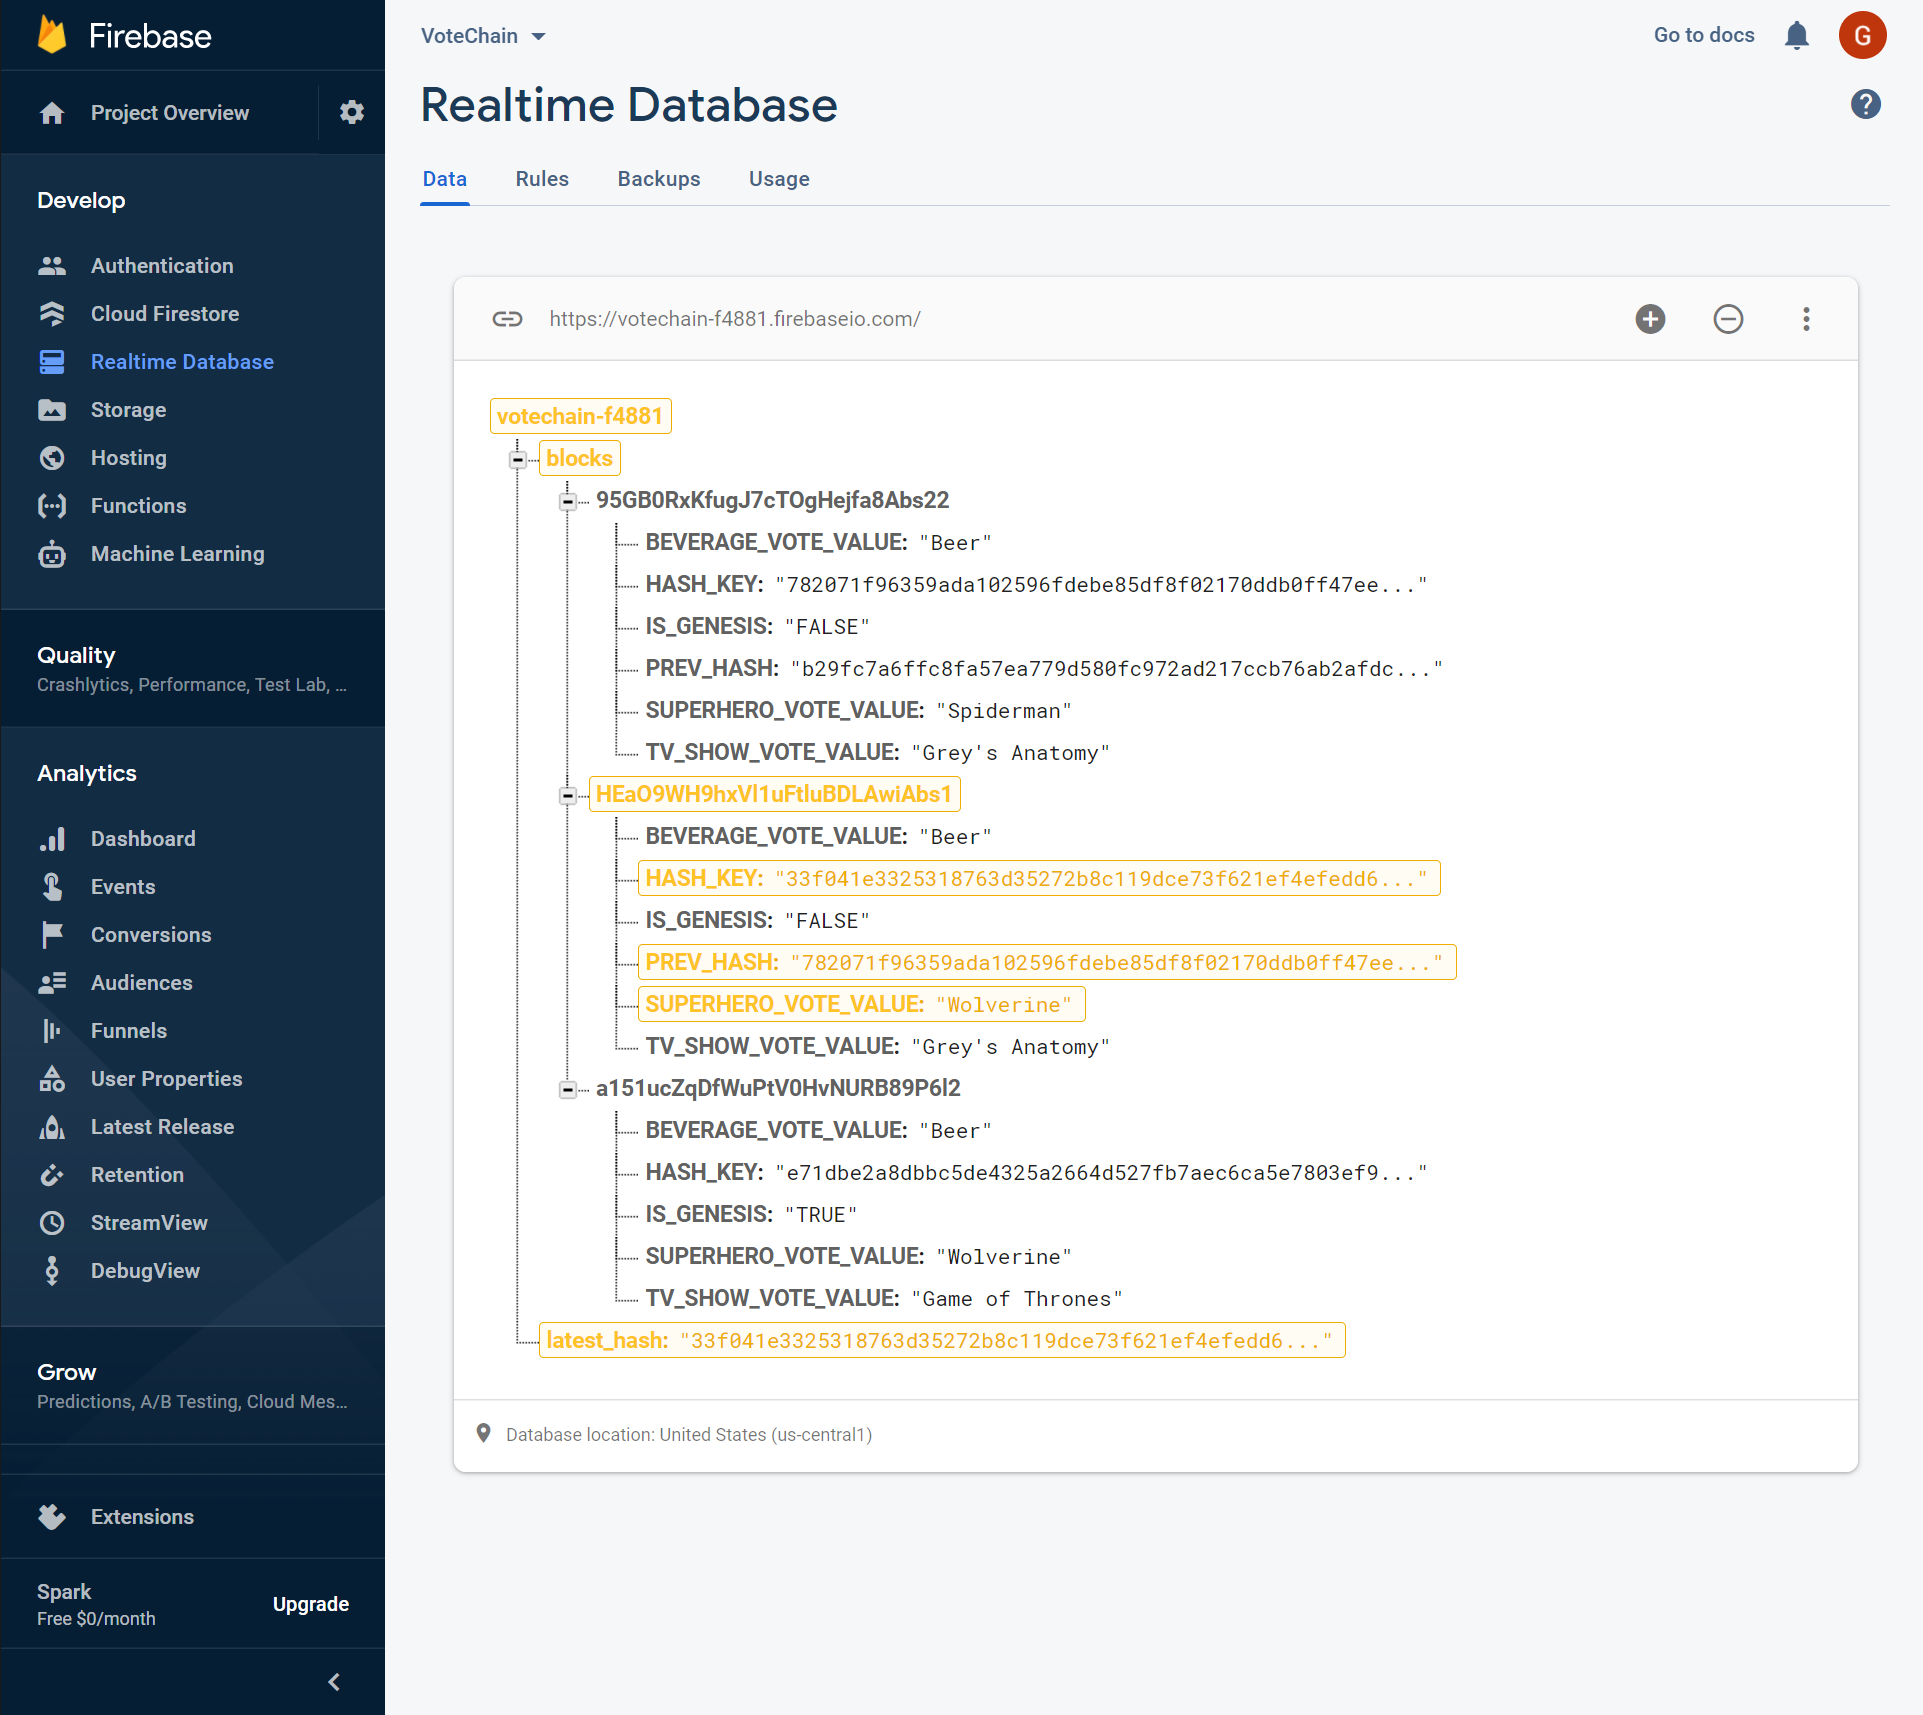 Firebase
Project Overview
Develop
Authentication
Cloud Firestore
Realtime Database
Storage
Hosting
Functions
Machine Learning
Quality
Crashlytics, Performance, Test Lab, ...
Analytics
Dashboard
Events
Conversions
Audiences
Funnels
User Properties
Latest Release
Retention
StreamView
DebugView
Grow
Predictions, A/B Testing, Cloud Mes...
Extensions
Spark
Free $0/month
Upgrade
VoteChain
Go to docs
G
Realtime Database
?
Data Rules Backups Usage
https://votechain-f4881.firebaseio.com/
votechain-f4881
blocks
95GB0RxKfugJ7cTOgHejfa8Abs22
BEVERAGE_VOTE_VALUE: "Beer"
HASH_KEY: "782071f96359ada102596fdebe85df8f02170ddb0ff47ee..."
IS_GENESIS: "FALSE"
PREV_HASH: "b29fc7a6ffc8fa57ea779d580fc972ad217ccb76ab2afdc..."
SUPERHERO_VOTE_VALUE: "Spiderman"
TV_SHOW_VOTE_VALUE: "Grey's Anatomy"
HEaO9WH9hxVl1uFtluBDLAwiAbs1
BEVERAGE_VOTE_VALUE: "Beer"
HASH_KEY: "33f041e3325318763d35272b8c119dce73f621ef4efedd6..."
IS_GENESIS: "FALSE"
PREV_HASH: "782071f96359ada102596fdebe85df8f02170ddb0ff47ee..."
SUPERHERO_VOTE_VALUE: "Wolverine"
TV_SHOW_VOTE_VALUE: "Grey's Anatomy"
a151ucZqDfWuPtV0HvNURB89P6l2
BEVERAGE_VOTE_VALUE: "Beer"
HASH_KEY: "e71dbe2a8dbbc5de4325a2664d527fb7aec6ca5e7803ef9..."
IS_GENESIS: "TRUE"
SUPERHERO_VOTE_VALUE: "Wolverine"
TV_SHOW_VOTE_VALUE: "Game of Thrones"
latest_hash: "33f041e3325318763d35272b8c119dce73f621ef4efedd6..."
Database location: United States (us-central1)